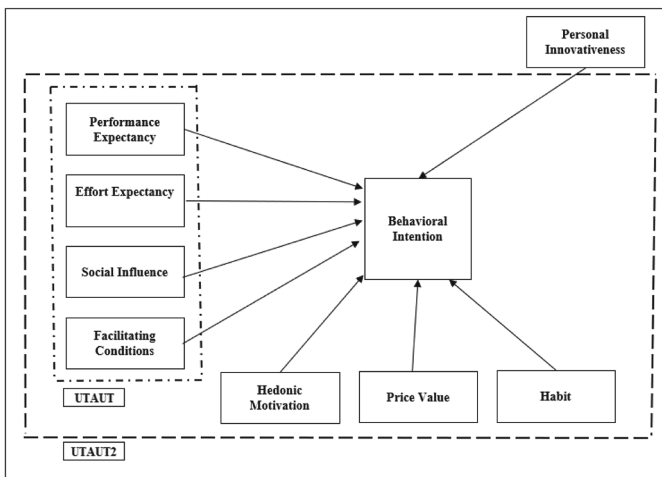 Personal
Innovativeness
Performance
Expectancy
Effort Expectancy
Behavioral
Intention
Social Influence
Facilitating
Conditions
Hedonic
Motivation
Price Value
Habit
UTAUT
UTAUT2